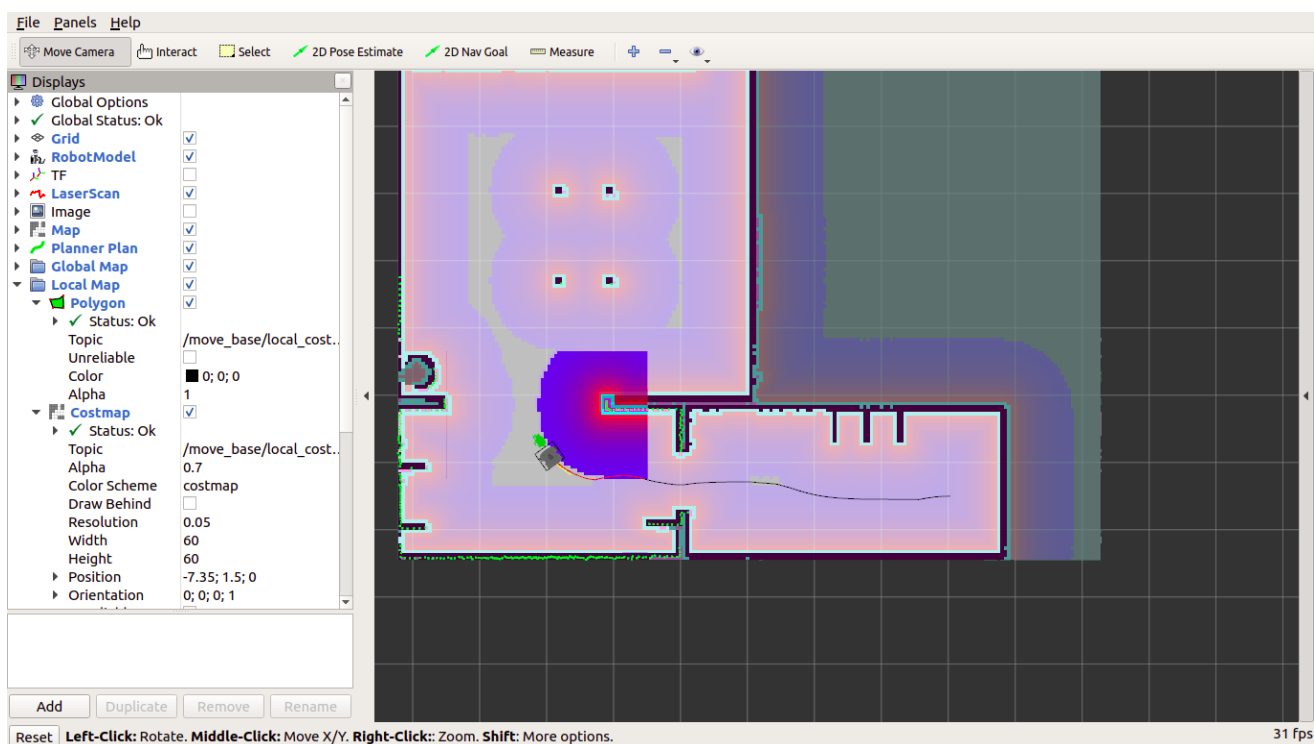 File Panels Help
Move Camera Interact Select 2D Pose Estimate 2D Nav Goal Measure
Displays
Global Options
Global Status: Ok
Grid
RobotModel
TF
LaserScan
Image
Map
Planner Plan
Global Map
Local Map
Polygon
Status: Ok
Topic /move_base/local_cost...
Unreliable
Color 0; 0; 0
Alpha 1
Costmap
Status: Ok
Topic /move_base/local_cost...
Alpha 0.7
Color Scheme costmap
Draw Behind
Resolution 0.05
Width 60
Height 60
Position -7.35; 1.5; 0
Orientation 0; 0; 0; 1
Add Duplicate Remove Rename
Reset Left-Click: Rotate. Middle-Click: Move X/Y. Right-Click:: Zoom. Shift: More options. 31 fps